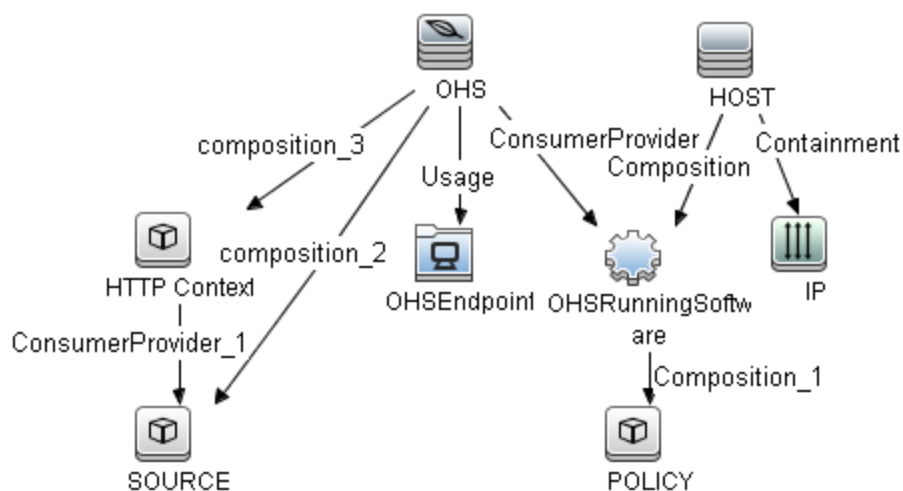 OHS
HOST
composition_3
ConsumerProvider
Containment
Composition
Usage
composition_2
HTTP Context
OHSEndpoint
OHSRunningSoftw
are
IP
ConsumerProvider_1
Composition_1
SOURCE
POLICY